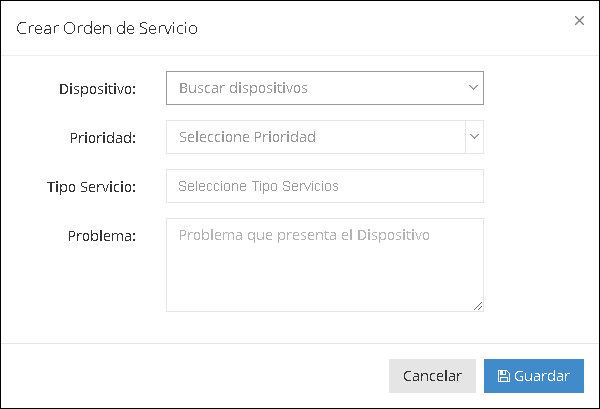 Crear Orden de Servicio
×
Dispositivo: Buscar dispositivos
Prioridad: Seleccione Prioridad
Tipo Servicio: Seleccione Tipo Servicios
Problema: Problema que presenta el Dispositivo
Cancelar Guardar